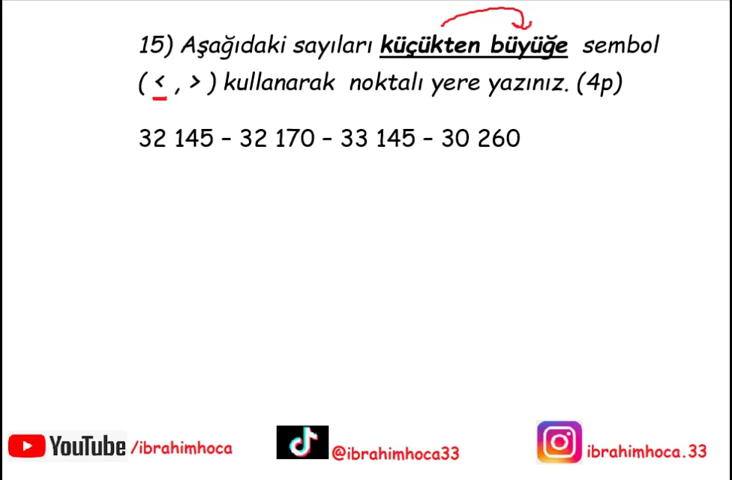 15) Aşağıdaki sayıları küçükten büyüğe sembol
( < , > ) kullanarak noktalı yere yazınız. (4p)
32 145 – 32 170 – 33 145 – 30 260
YouTube /ibrahimhoca
@ibrahimhoca33
ibrahimhoca.33